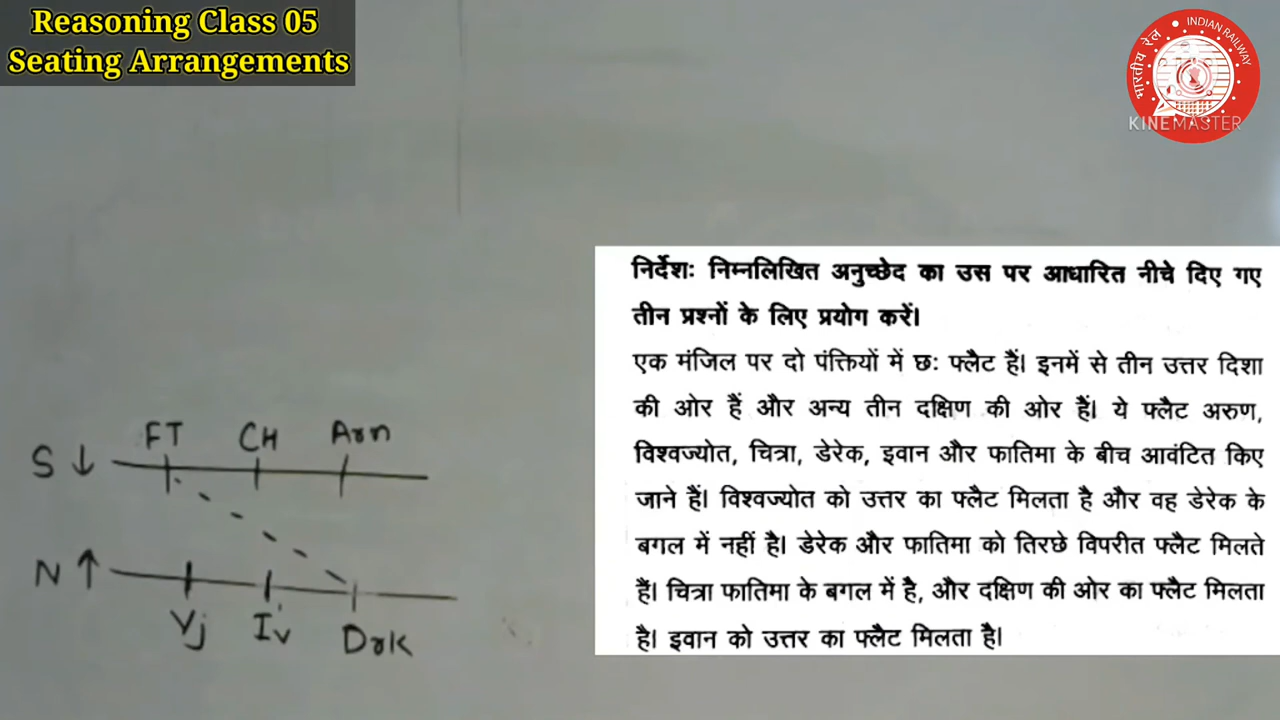 Reasoning Class 05
Seating Arrangements
भारतीय रेल
INDIAN RAILWAY
KINEMASTER
निर्देशः निम्नलिखित अनुच्छेद का उस पर आधारित नीचे दिए गए
तीन प्रश्नों के लिए प्रयोग करें।
एक मंजिल पर दो पंक्तियों में छः फ्लैट हैं। इनमें से तीन उत्तर दिशा
की ओर हैं और अन्य तीन दक्षिण की ओर हैं। ये फ्लैट अरुण,
विश्वज्योत, चित्रा, डेरेक, इवान और फातिमा के बीच आवंटित किए
जाने हैं। विश्वज्योत को उत्तर का फ्लैट मिलता है और वह डेरेक के
बगल में नहीं है। डेरेक और फातिमा को तिरछे विपरीत फ्लैट मिलते
हैं। चित्रा फातिमा के बगल में है, और दक्षिण की ओर का फ्लैट मिलता
है। इवान को उत्तर का फ्लैट मिलता है।
FT CH Arn
S ↓
N ↑
Vj Iv Drk